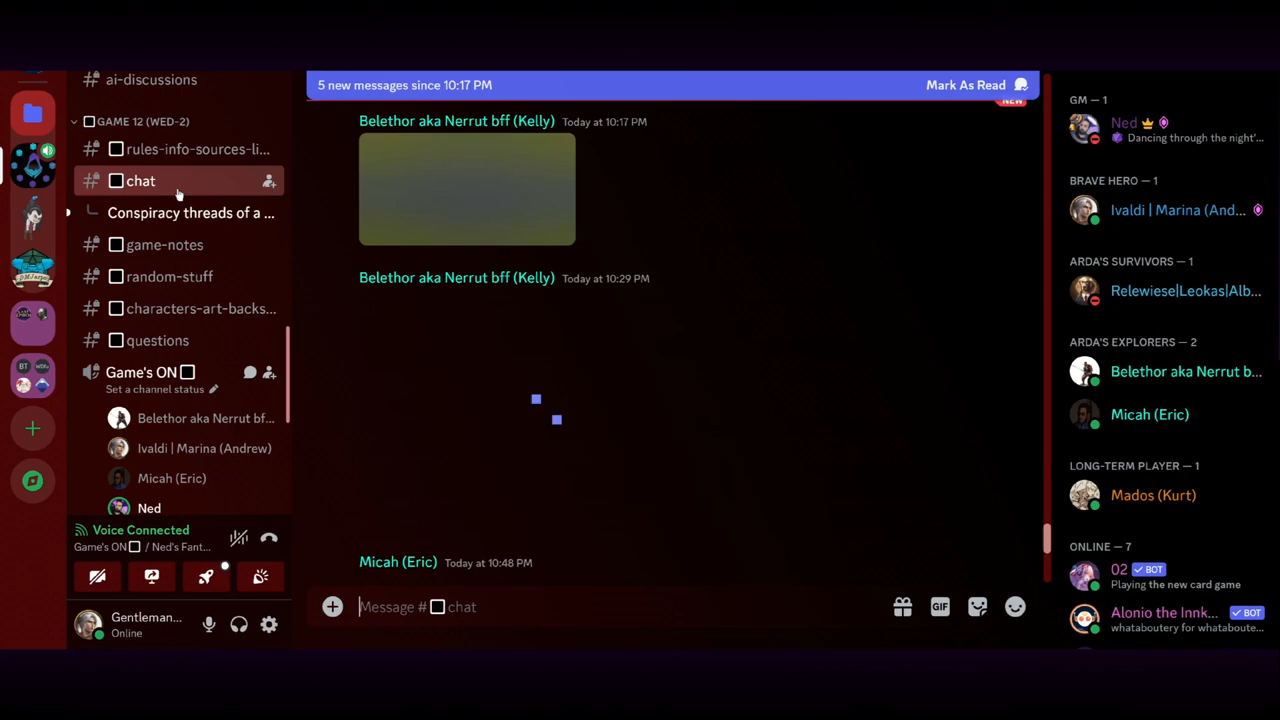 ai-discussions
GAME 12 (WED-2)
rules-info-sources-li...
chat
Conspiracy threads of a ...
game-notes
random-stuff
characters-art-backs...
questions
Game's ON
Set a channel status
Belethor aka Nerrut bf...
Ivaldi | Marina (Andrew)
Micah (Eric)
Ned
Voice Connected
Game's ON / Ned's Fant...
Gentleman...
Online
5 new messages since 10:17 PM
Mark As Read
NEW
Belethor aka Nerrut bff (Kelly) Today at 10:17 PM
Belethor aka Nerrut bff (Kelly) Today at 10:29 PM
Micah (Eric) Today at 10:48 PM
Message # chat
GIF
GM — 1
Ned
Dancing through the night'...
BRAVE HERO — 1
Ivaldi | Marina (And...
ARDA'S SURVIVORS — 1
Relewiese|Leokas|Alb...
ARDA'S EXPLORERS — 2
Belethor aka Nerrut b...
Micah (Eric)
LONG-TERM PLAYER — 1
Mados (Kurt)
ONLINE — 7
02 BOT
Playing the new card game
Alonio the Innk... BOT
whataboutery for whataboute...